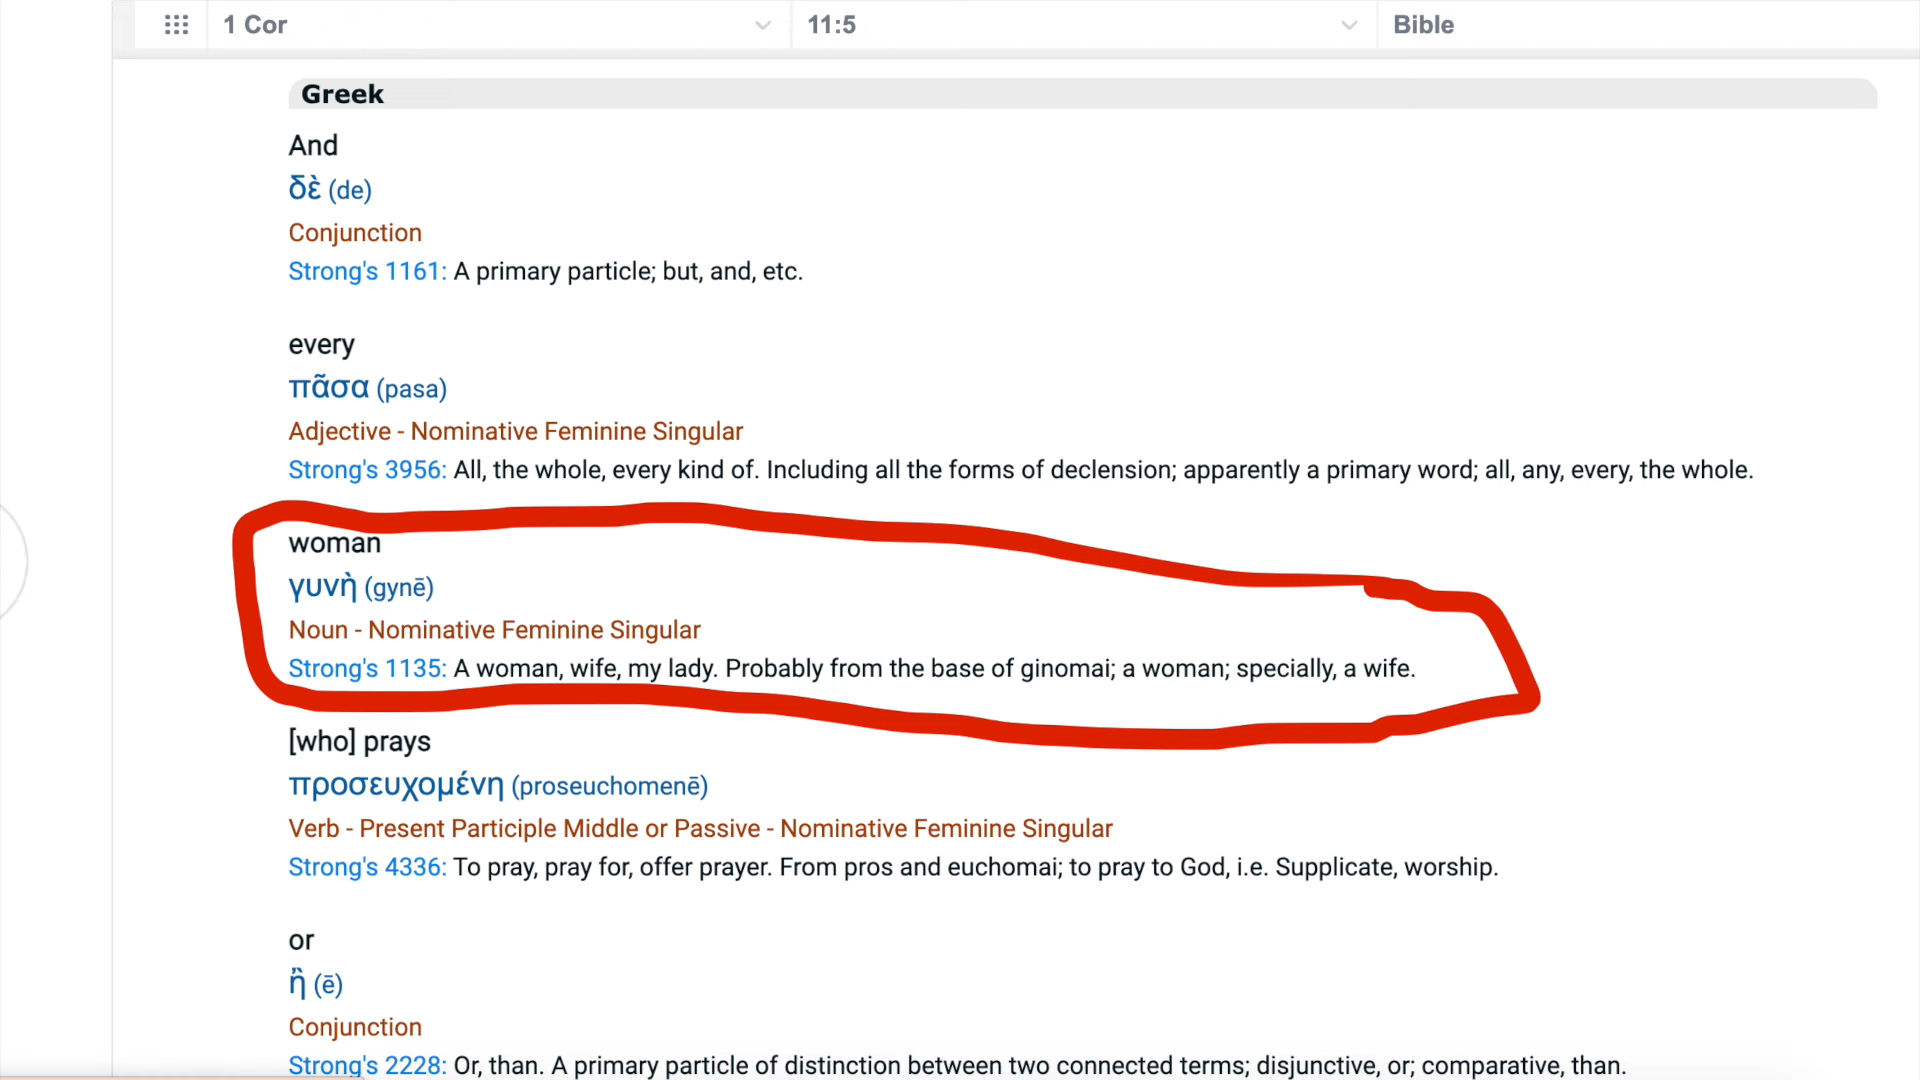 1 Cor 11:5 Bible
Greek
And
δὲ (de)
Conjunction
Strong's 1161: A primary particle; but, and, etc.
every
πᾶσα (pasa)
Adjective - Nominative Feminine Singular
Strong's 3956: All, the whole, every kind of. Including all the forms of declension; apparently a primary word; all, any, every, the whole.
woman
γυνὴ (gynē)
Noun - Nominative Feminine Singular
Strong's 1135: A woman, wife, my lady. Probably from the base of ginomai; a woman; specially, a wife.
[who] prays
προσευχομένη (proseuchomenē)
Verb - Present Participle Middle or Passive - Nominative Feminine Singular
Strong's 4336: To pray, pray for, offer prayer. From pros and euchomai; to pray to God, i.e. Supplicate, worship.
or
ἢ (ē)
Conjunction
Strong's 2228: Or, than. A primary particle of distinction between two connected terms; disjunctive, or; comparative, than.